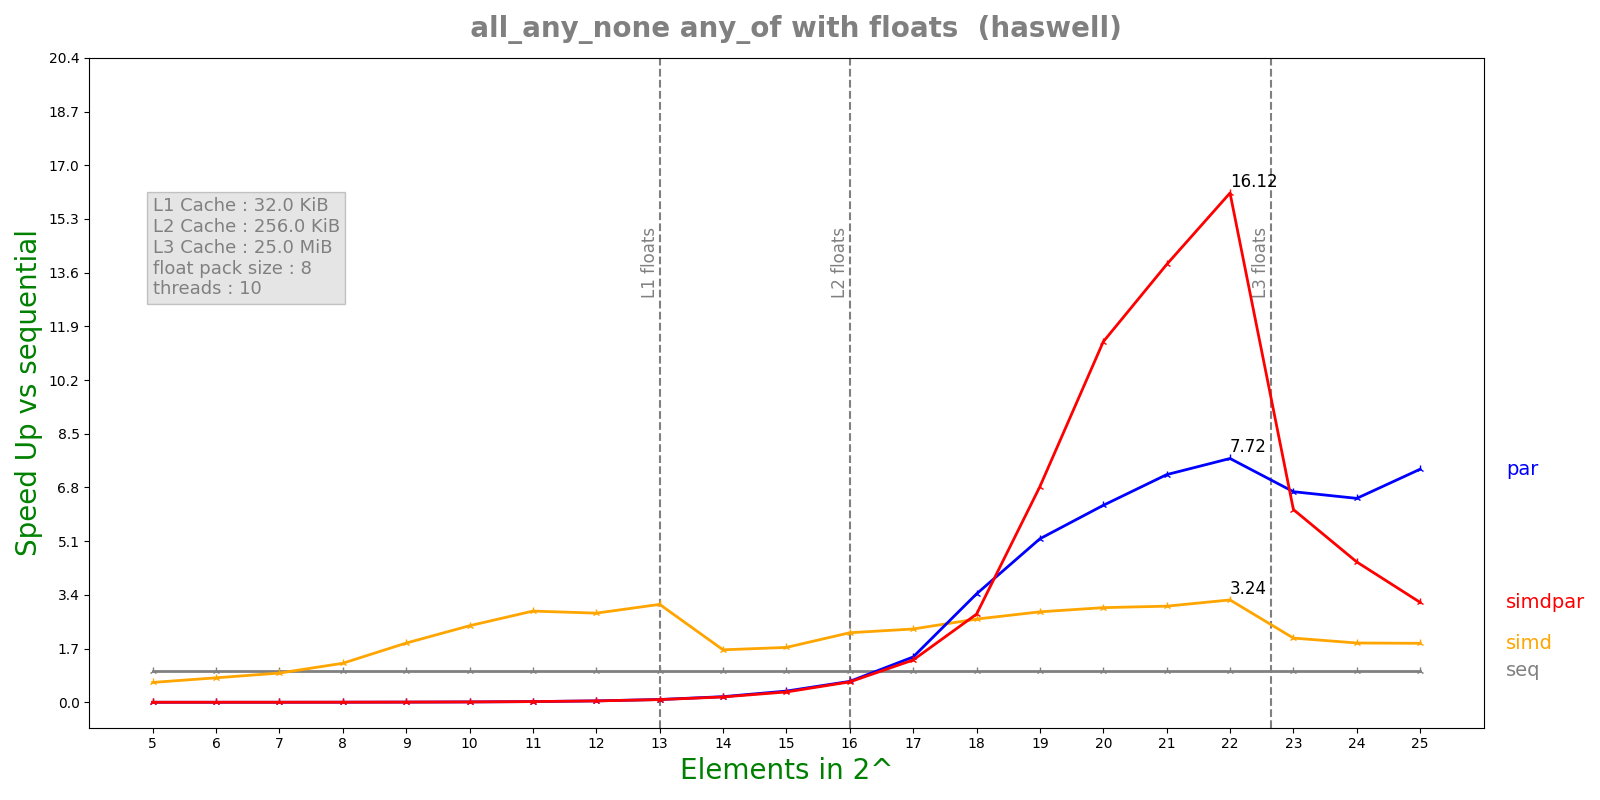 all_any_none any_of with floats  (haswell)
20.4
18.7
17.0
15.3
13.6
11.9
10.2
8.5
6.8
5.1
3.4
1.7
0.0
Speed Up vs sequential
L1 Cache : 32.0 KiB
L2 Cache : 256.0 KiB
L3 Cache : 25.0 MiB
float pack size : 8
threads : 10
L1 floats
L2 floats
L3 floats
16.12
7.72
3.24
par
simdpar
simd
seq
5 6 7 8 9 10 11 12 13 14 15 16 17 18 19 20 21 22 23 24 25
Elements in 2^